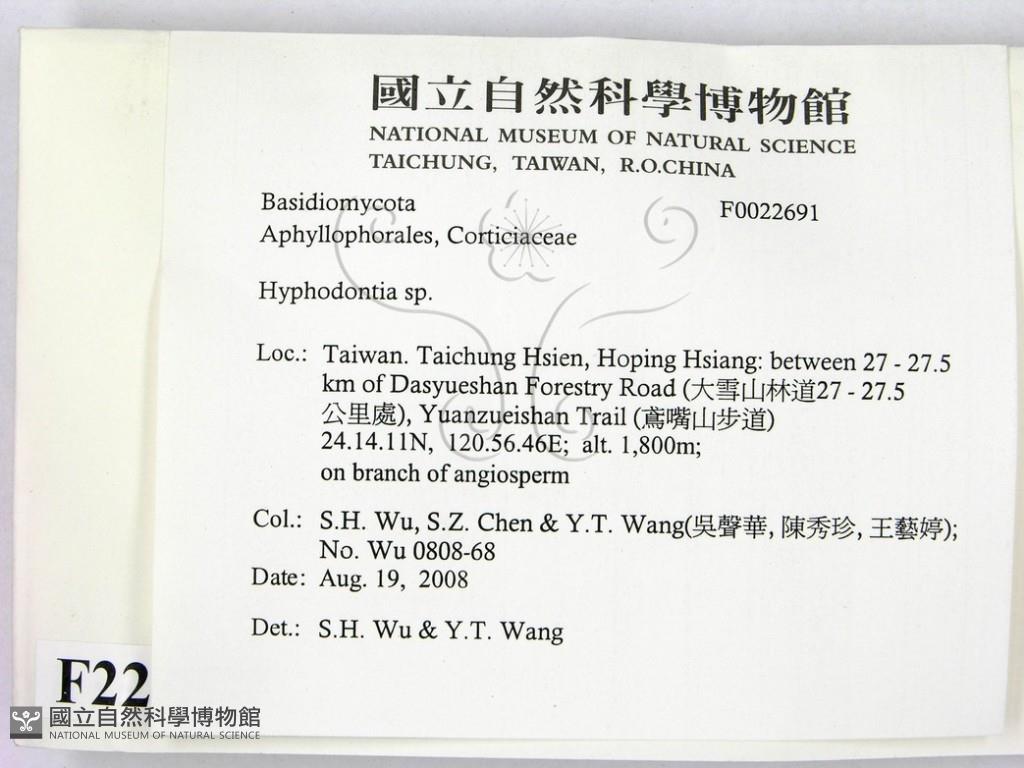 國立自然科學博物館
NATIONAL MUSEUM OF NATURAL SCIENCE
TAICHUNG, TAIWAN, R.O.CHINA
Basidiomycota F0022691
Aphyllophorales, Corticiaceae
Hyphodontia sp.
Loc.: Taiwan. Taichung Hsien, Hoping Hsiang: between 27 - 27.5
km of Dasyueshan Forestry Road (大雪山林道27 - 27.5
公里處), Yuanzueishan Trail (鳶嘴山步道)
24.14.11N, 120.56.46E; alt. 1,800m;
on branch of angiosperm
Col.: S.H. Wu, S.Z. Chen & Y.T. Wang(吳聲華, 陳秀珍, 王藝婷);
No. Wu 0808-68
Date: Aug. 19, 2008
Det.: S.H. Wu & Y.T. Wang
F22
國立自然科學博物館
NATIONAL MUSEUM OF NATURAL SCIENCE